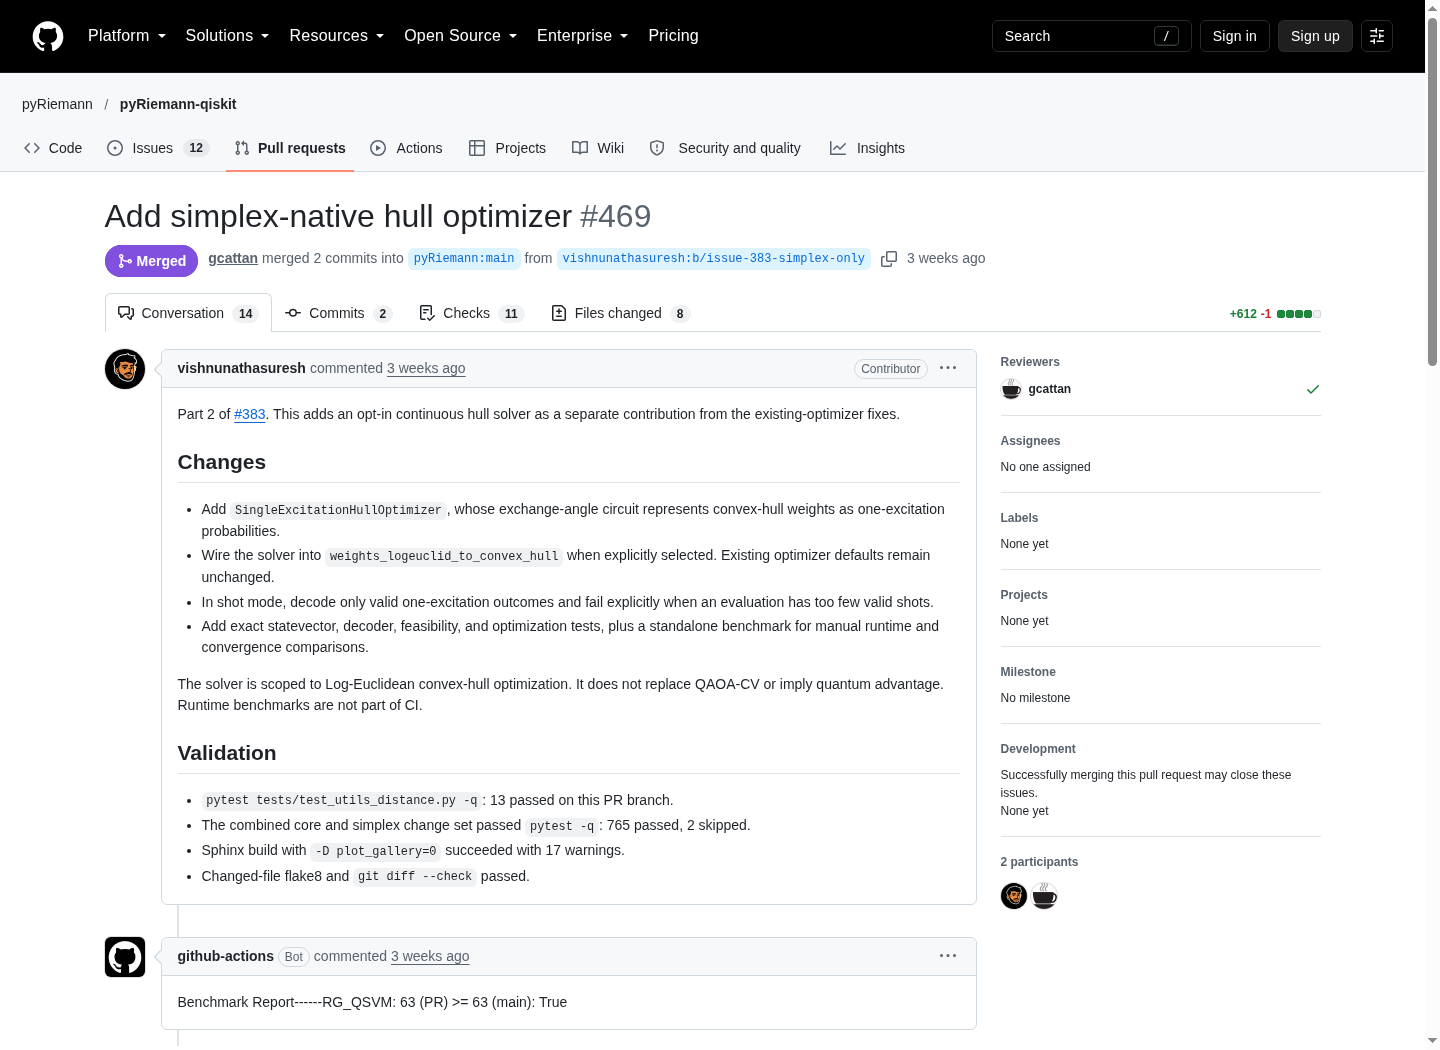 Platform Solutions Resources Open Source Enterprise Pricing Search / Sign in Sign up
pyRiemann / pyRiemann-qiskit
Code Issues 12 Pull requests Actions Projects Wiki Security and quality Insights
Add simplex-native hull optimizer #469
Merged gcattan merged 2 commits into pyRiemann:main from vishnunathasuresh:b/issue-383-simplex-only 3 weeks ago
Conversation 14 Commits 2 Checks 11 Files changed 8 +612 -1
vishnunathasuresh commented 3 weeks ago Contributor
Part 2 of #383. This adds an opt-in continuous hull solver as a separate contribution from the existing-optimizer fixes.
Changes
Add SingleExcitationHullOptimizer, whose exchange-angle circuit represents convex-hull weights as one-excitation
probabilities.
Wire the solver into weights_logeuclid_to_convex_hull when explicitly selected. Existing optimizer defaults remain
unchanged.
In shot mode, decode only valid one-excitation outcomes and fail explicitly when an evaluation has too few valid shots.
Add exact statevector, decoder, feasibility, and optimization tests, plus a standalone benchmark for manual runtime and
convergence comparisons.
The solver is scoped to Log-Euclidean convex-hull optimization. It does not replace QAOA-CV or imply quantum advantage.
Runtime benchmarks are not part of CI.
Validation
pytest tests/test_utils_distance.py -q: 13 passed on this PR branch.
The combined core and simplex change set passed pytest -q: 765 passed, 2 skipped.
Sphinx build with -D plot_gallery=0 succeeded with 17 warnings.
Changed-file flake8 and git diff --check passed.
github-actions Bot commented 3 weeks ago
Benchmark Report------RG_QSVM: 63 (PR) >= 63 (main): True
Reviewers
gcattan
Assignees
No one assigned
Labels
None yet
Projects
None yet
Milestone
No milestone
Development
Successfully merging this pull request may close these
issues.
None yet
2 participants